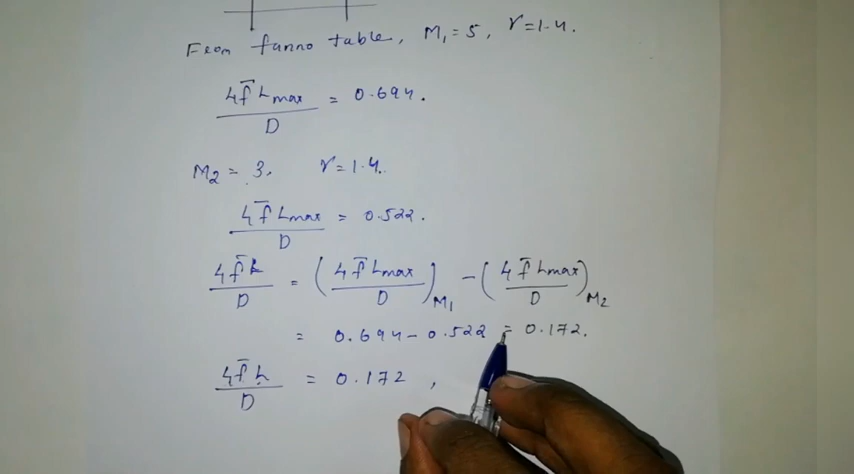 From fanno table, M₁ = 5, γ = 1.4.
4f̄Lmax / D = 0.694.
M₂ = 3, γ = 1.4.
4f̄Lmax / D = 0.522.
4f̄L / D = (4f̄Lmax / D)M₁ − (4f̄Lmax / D)M₂
= 0.694 − 0.522 = 0.172.
4f̄L / D = 0.172,